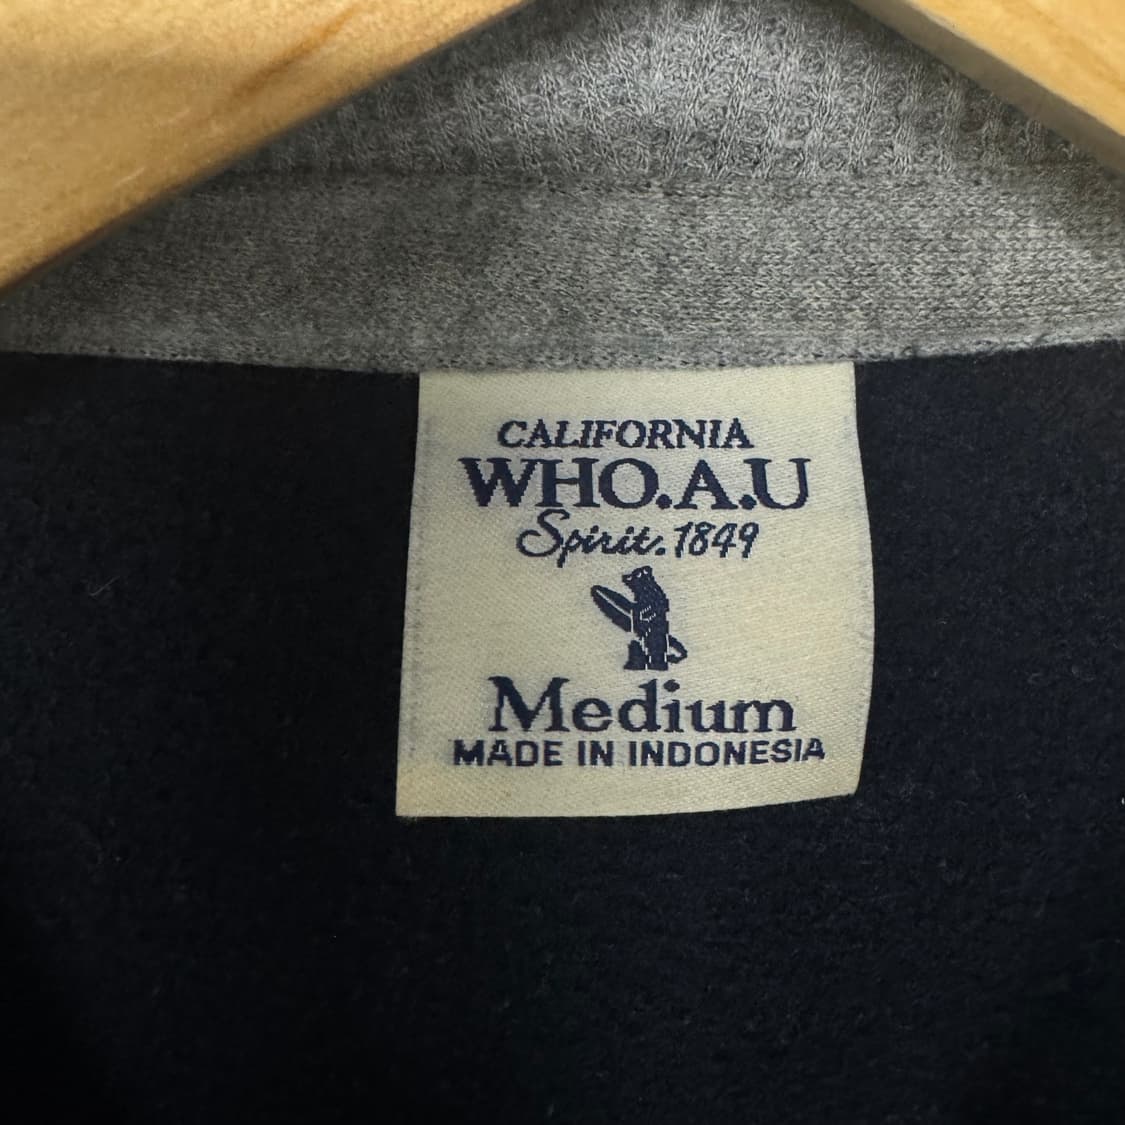 CALIFORNIA
WHO.A.U
Spirit.1849
Medium
MADE IN INDONESIA